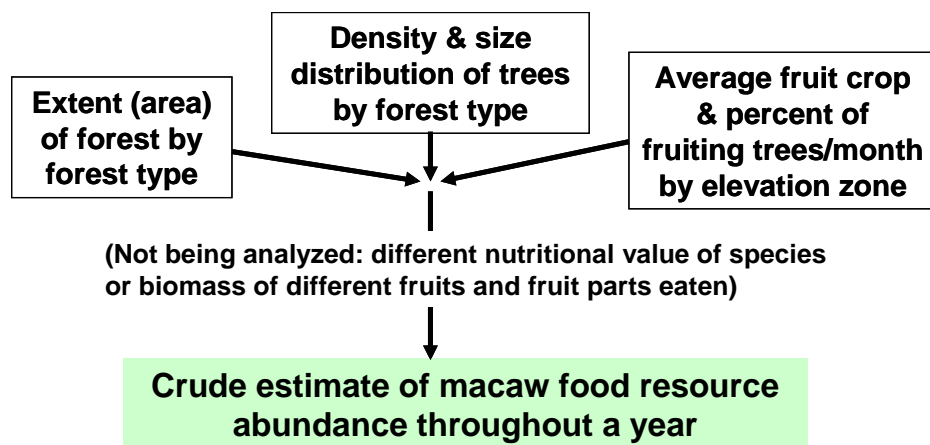 Extent (area)
of forest by
forest type
Density & size
distribution of trees
by forest type
Average fruit crop
& percent of
fruiting trees/month
by elevation zone
(Not being analyzed: different nutritional value of species
or biomass of different fruits and fruit parts eaten)
Crude estimate of macaw food resource
abundance throughout a year